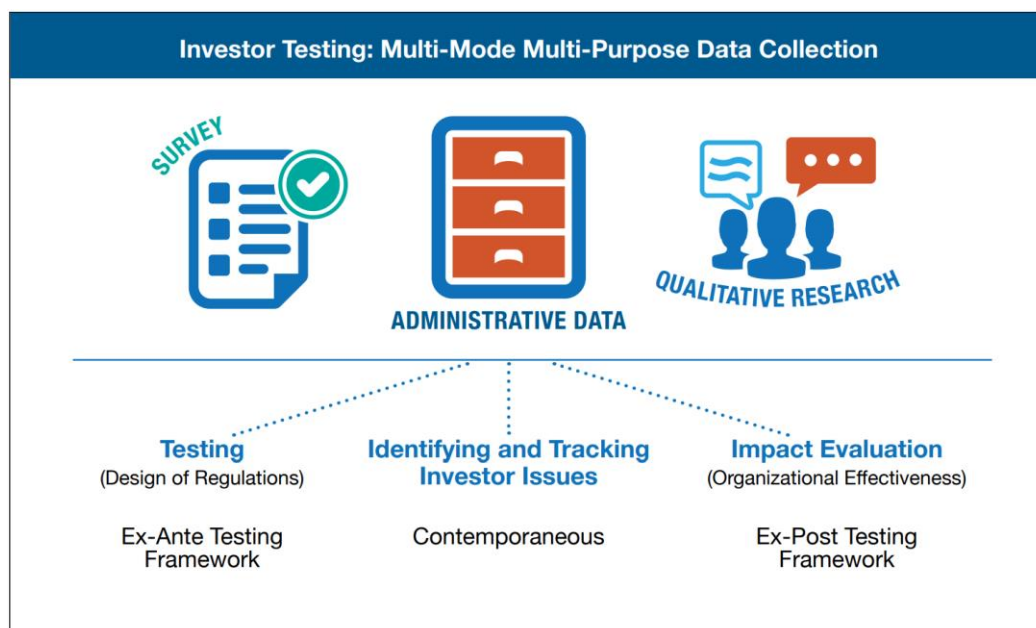 Investor Testing: Multi-Mode Multi-Purpose Data Collection
SURVEY
ADMINISTRATIVE DATA
QUALITATIVE RESEARCH
Testing
(Design of Regulations)
Ex-Ante Testing
Framework
Identifying and Tracking
Investor Issues
Contemporaneous
Impact Evaluation
(Organizational Effectiveness)
Ex-Post Testing
Framework